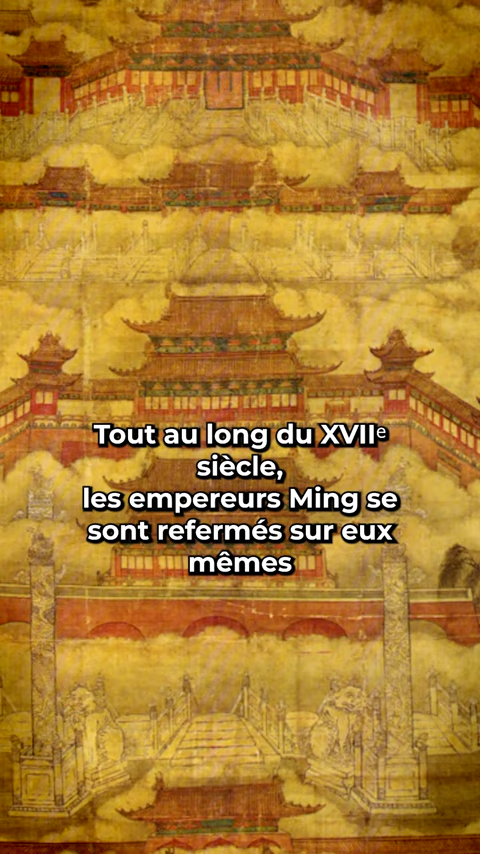 Tout au long du XVIIᵉ
siècle,
les empereurs Ming se
sont refermés sur eux
mêmes